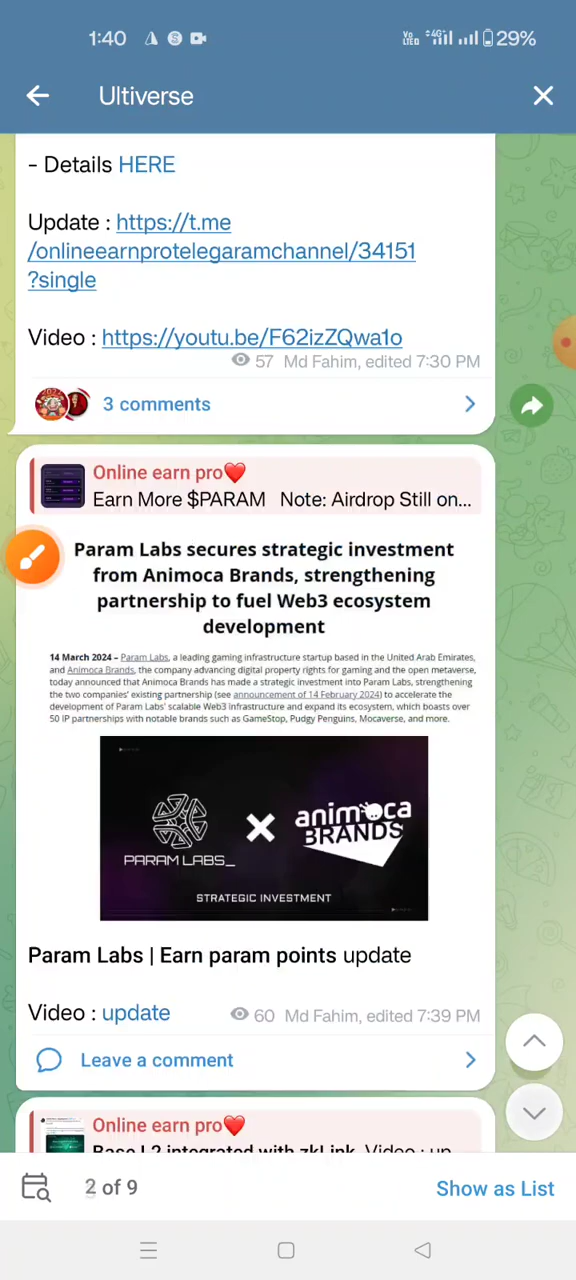 1:40
Vo LTED 4G 29%
Ultiverse
- Details HERE
Update : https://t.me
/onlineearnprotelegaramchannel/34151
?single
Video : https://youtu.be/F62izZQwa1o
57 Md Fahim, edited 7:30 PM
3 comments
Online earn pro❤️
Earn More $PARAM Note: Airdrop Still on...
Param Labs secures strategic investment
from Animoca Brands, strengthening
partnership to fuel Web3 ecosystem
development
14 March 2024 – Param Labs, a leading gaming infrastructure startup based in the United Arab Emirates,
and Animoca Brands, the company advancing digital property rights for gaming and the open metaverse,
today announced that Animoca Brands has made a strategic investment into Param Labs, strengthening
the two companies' existing partnership (see announcement of 14 February 2024) to accelerate the
development of Param Labs' scalable Web3 infrastructure and expand its ecosystem, which boasts over
50 IP partnerships with notable brands such as GameStop, Pudgy Penguins, Mocaverse, and more.
PARAM LABS_
animoca
BRANDS
STRATEGIC INVESTMENT
Param Labs | Earn param points update
Video : update
60 Md Fahim, edited 7:39 PM
Leave a comment
Online earn pro❤️
Base L2 integrated with zkLink Video : up
2 of 9
Show as List